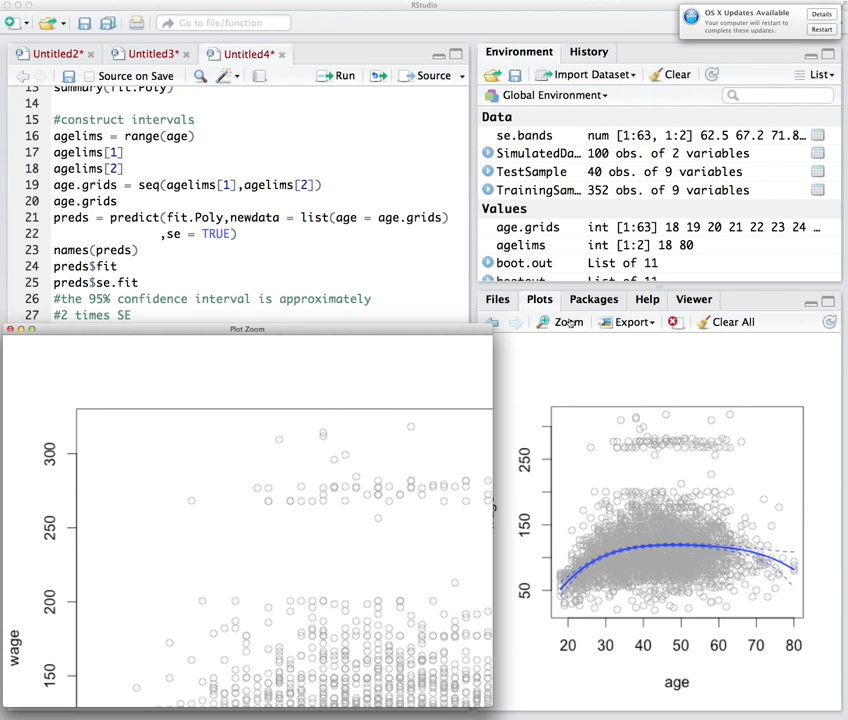 RStudio
Go to file/function
OS X Updates Available
Your computer will restart to
complete these updates.
Details
Restart
Untitled2*
Untitled3*
Untitled4*
Source on Save
Run
Source
13 summary(fit.Poly)
14
15 #construct intervals
16 agelims = range(age)
17 agelims[1]
18 agelims[2]
19 age.grids = seq(agelims[1],agelims[2])
20 age.grids
21 preds = predict(fit.Poly,newdata = list(age = age.grids)
22 ,se = TRUE)
23 names(preds)
24 preds$fit
25 preds$se.fit
26 #the 95% confidence interval is approximately
27 #2 times SE
Environment
History
Import Dataset
Clear
List
Global Environment
Data
se.bands num [1:63, 1:2] 62.5 67.2 71.8…
SimulatedDa… 100 obs. of 2 variables
TestSample 40 obs. of 9 variables
TrainingSam… 352 obs. of 9 variables
Values
age.grids int [1:63] 18 19 20 21 22 23 24 …
agelims int [1:2] 18 80
boot.out List of 11
bootout List of 11
Files
Plots
Packages
Help
Viewer
Zoom
Export
Clear All
Plot Zoom
300
250
200
150
wage
250
150
50
20 30 40 50 60 70 80
age